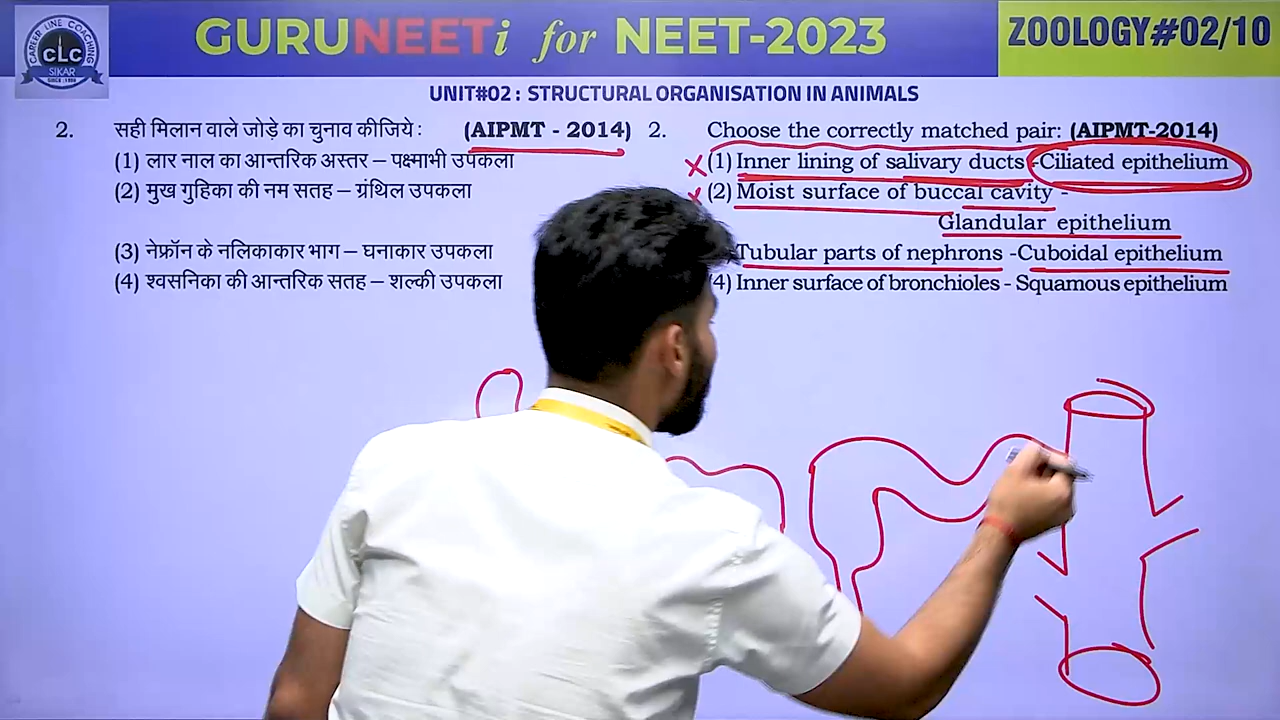 GURUNEETi for NEET-2023
ZOOLOGY#02/10
CAREER LINE COACHING
CLC
SIKAR
SINCE : 1996
UNIT#02 : STRUCTURAL ORGANISATION IN ANIMALS
2. सही मिलान वाले जोड़े का चुनाव कीजिये : (AIPMT - 2014)
(1) लार नाल का आन्तरिक अस्तर – पक्ष्माभी उपकला
(2) मुख गुहिका की नम सतह – ग्रंथिल उपकला
(3) नेफ्रॉन के नलिकाकार भाग – घनाकार उपकला
(4) श्वसनिका की आन्तरिक सतह – शल्की उपकला
2. Choose the correctly matched pair: (AIPMT-2014)
(1) Inner lining of salivary ducts -Ciliated epithelium
(2) Moist surface of buccal cavity -
Glandular epithelium
Tubular parts of nephrons -Cuboidal epithelium
4) Inner surface of bronchioles - Squamous epithelium